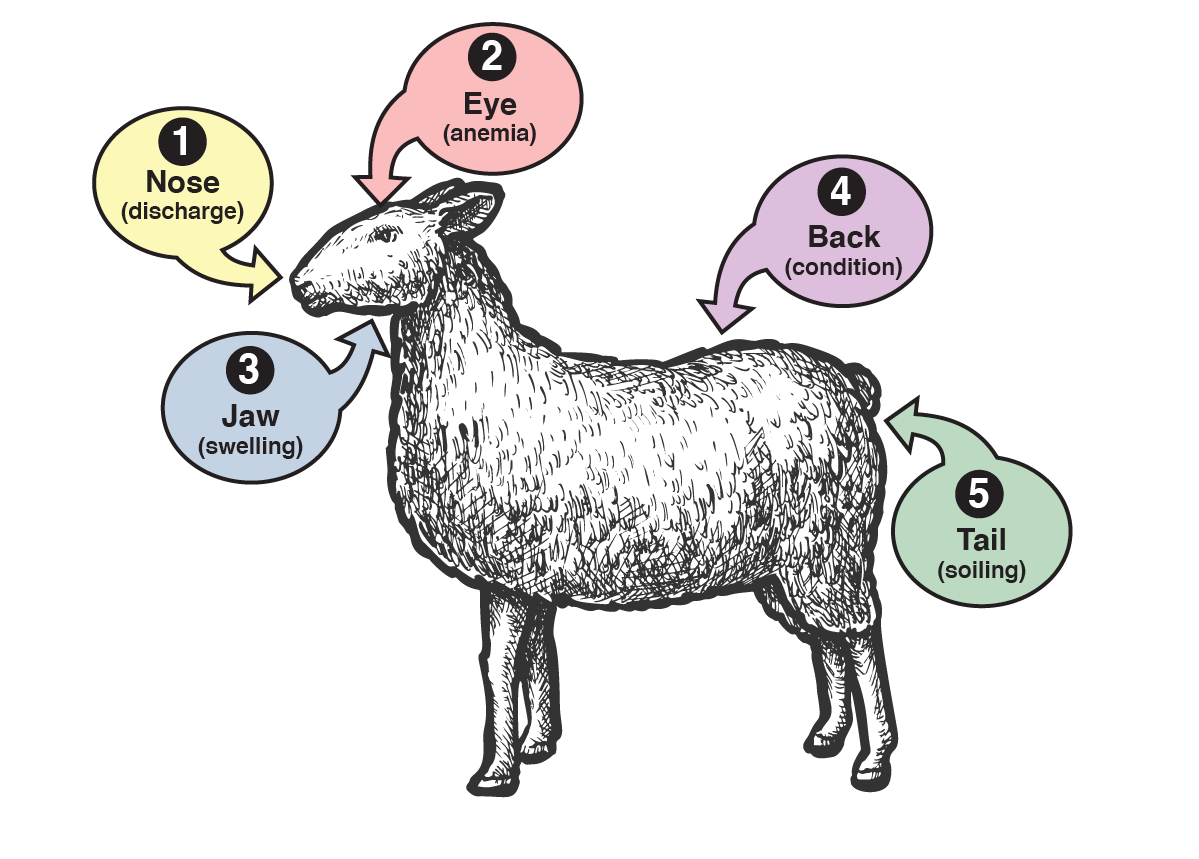 1
Nose
(discharge)
2
Eye
(anemia)
3
Jaw
(swelling)
4
Back
(condition)
5
Tail
(soiling)